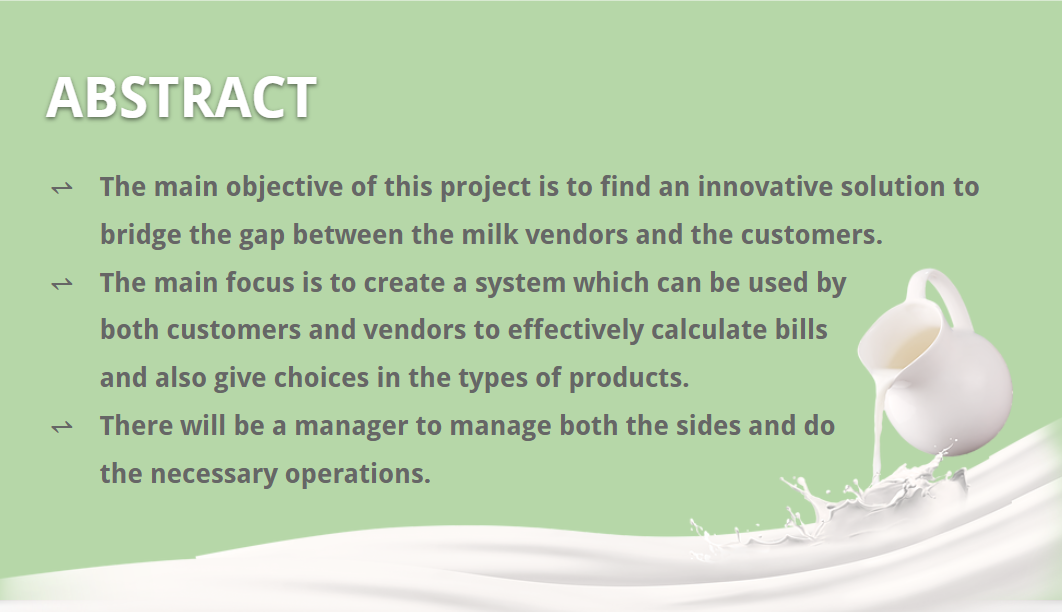 ABSTRACT
⇌ The main objective of this project is to find an innovative solution to
bridge the gap between the milk vendors and the customers.
⇌ The main focus is to create a system which can be used by
both customers and vendors to effectively calculate bills
and also give choices in the types of products.
⇌ There will be a manager to manage both the sides and do
the necessary operations.